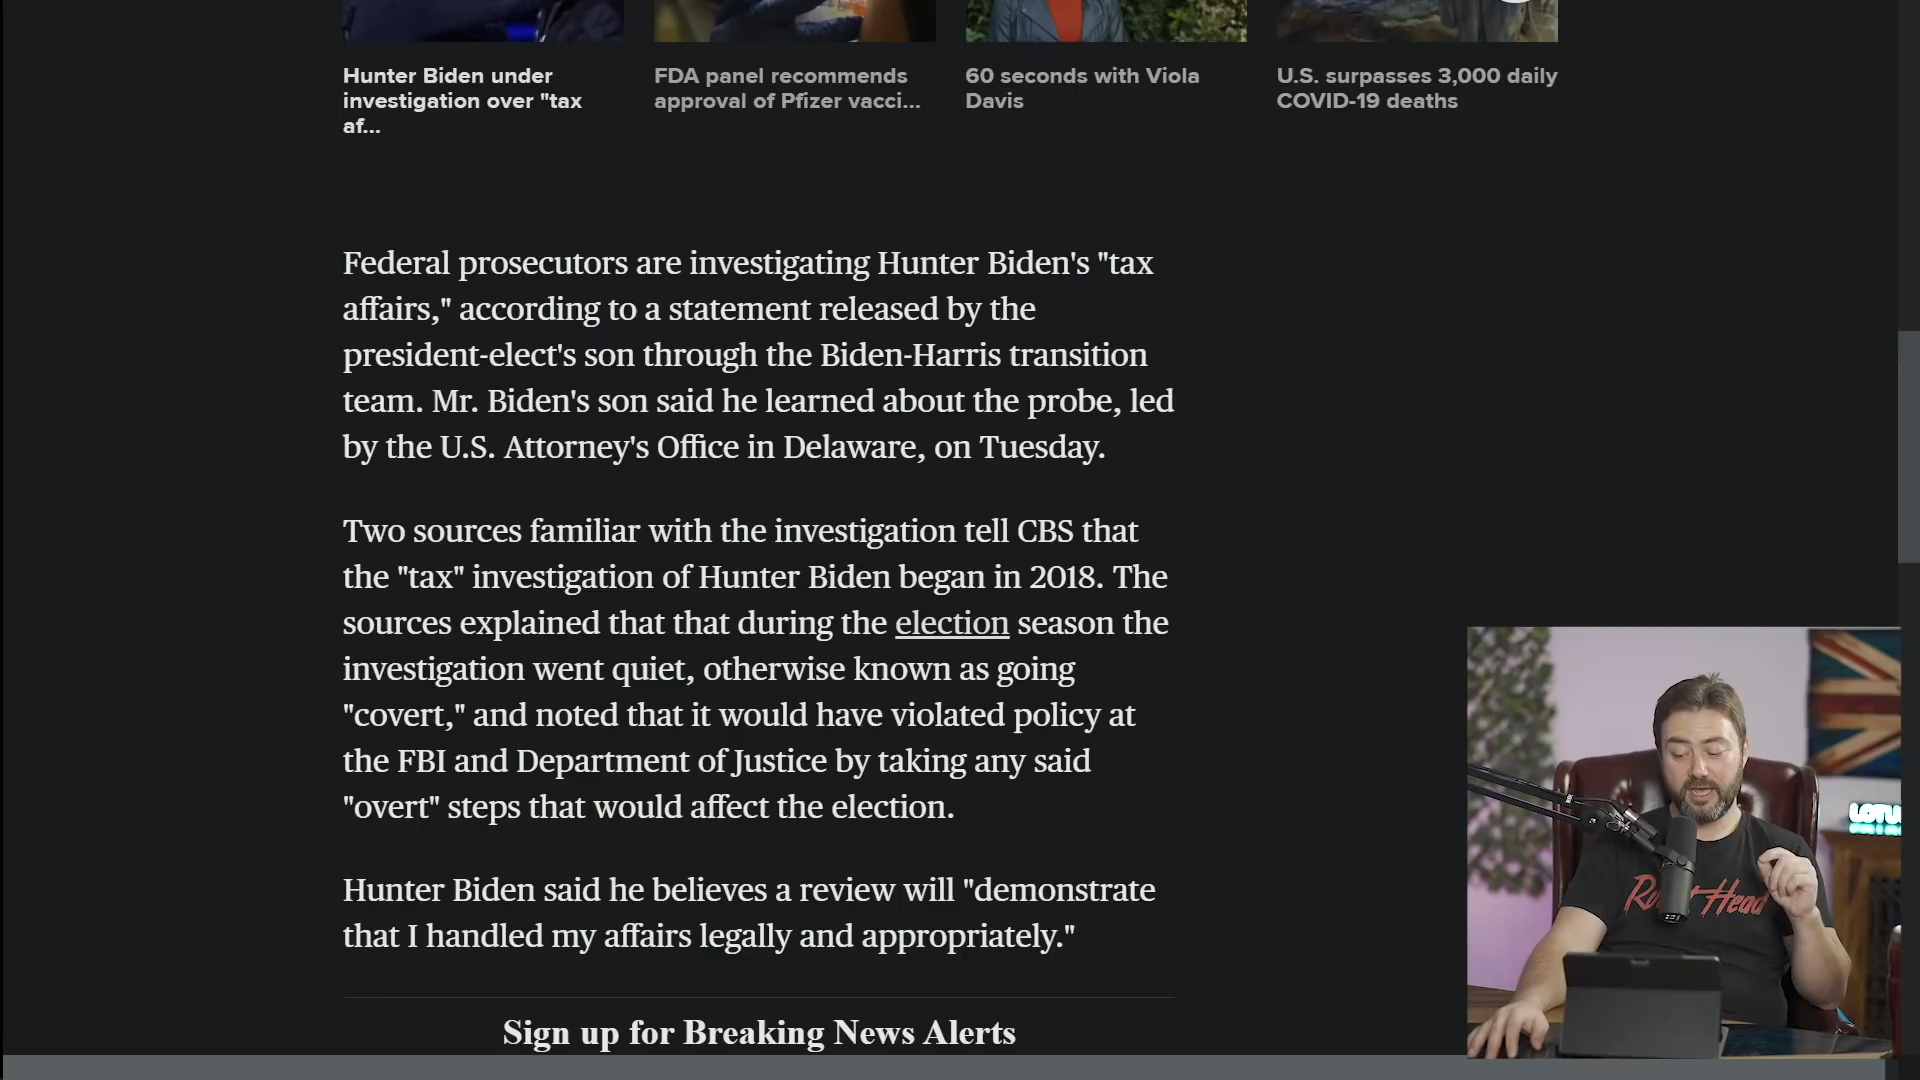 Hunter Biden under
investigation over "tax
af...
FDA panel recommends
approval of Pfizer vacci...
60 seconds with Viola
Davis
U.S. surpasses 3,000 daily
COVID-19 deaths
Federal prosecutors are investigating Hunter Biden's "tax
affairs," according to a statement released by the
president-elect's son through the Biden-Harris transition
team. Mr. Biden's son said he learned about the probe, led
by the U.S. Attorney's Office in Delaware, on Tuesday.
Two sources familiar with the investigation tell CBS that
the "tax" investigation of Hunter Biden began in 2018. The
sources explained that that during the election season the
investigation went quiet, otherwise known as going
"covert," and noted that it would have violated policy at
the FBI and Department of Justice by taking any said
"overt" steps that would affect the election.
Hunter Biden said he believes a review will "demonstrate
that I handled my affairs legally and appropriately."
Sign up for Breaking News Alerts
Head